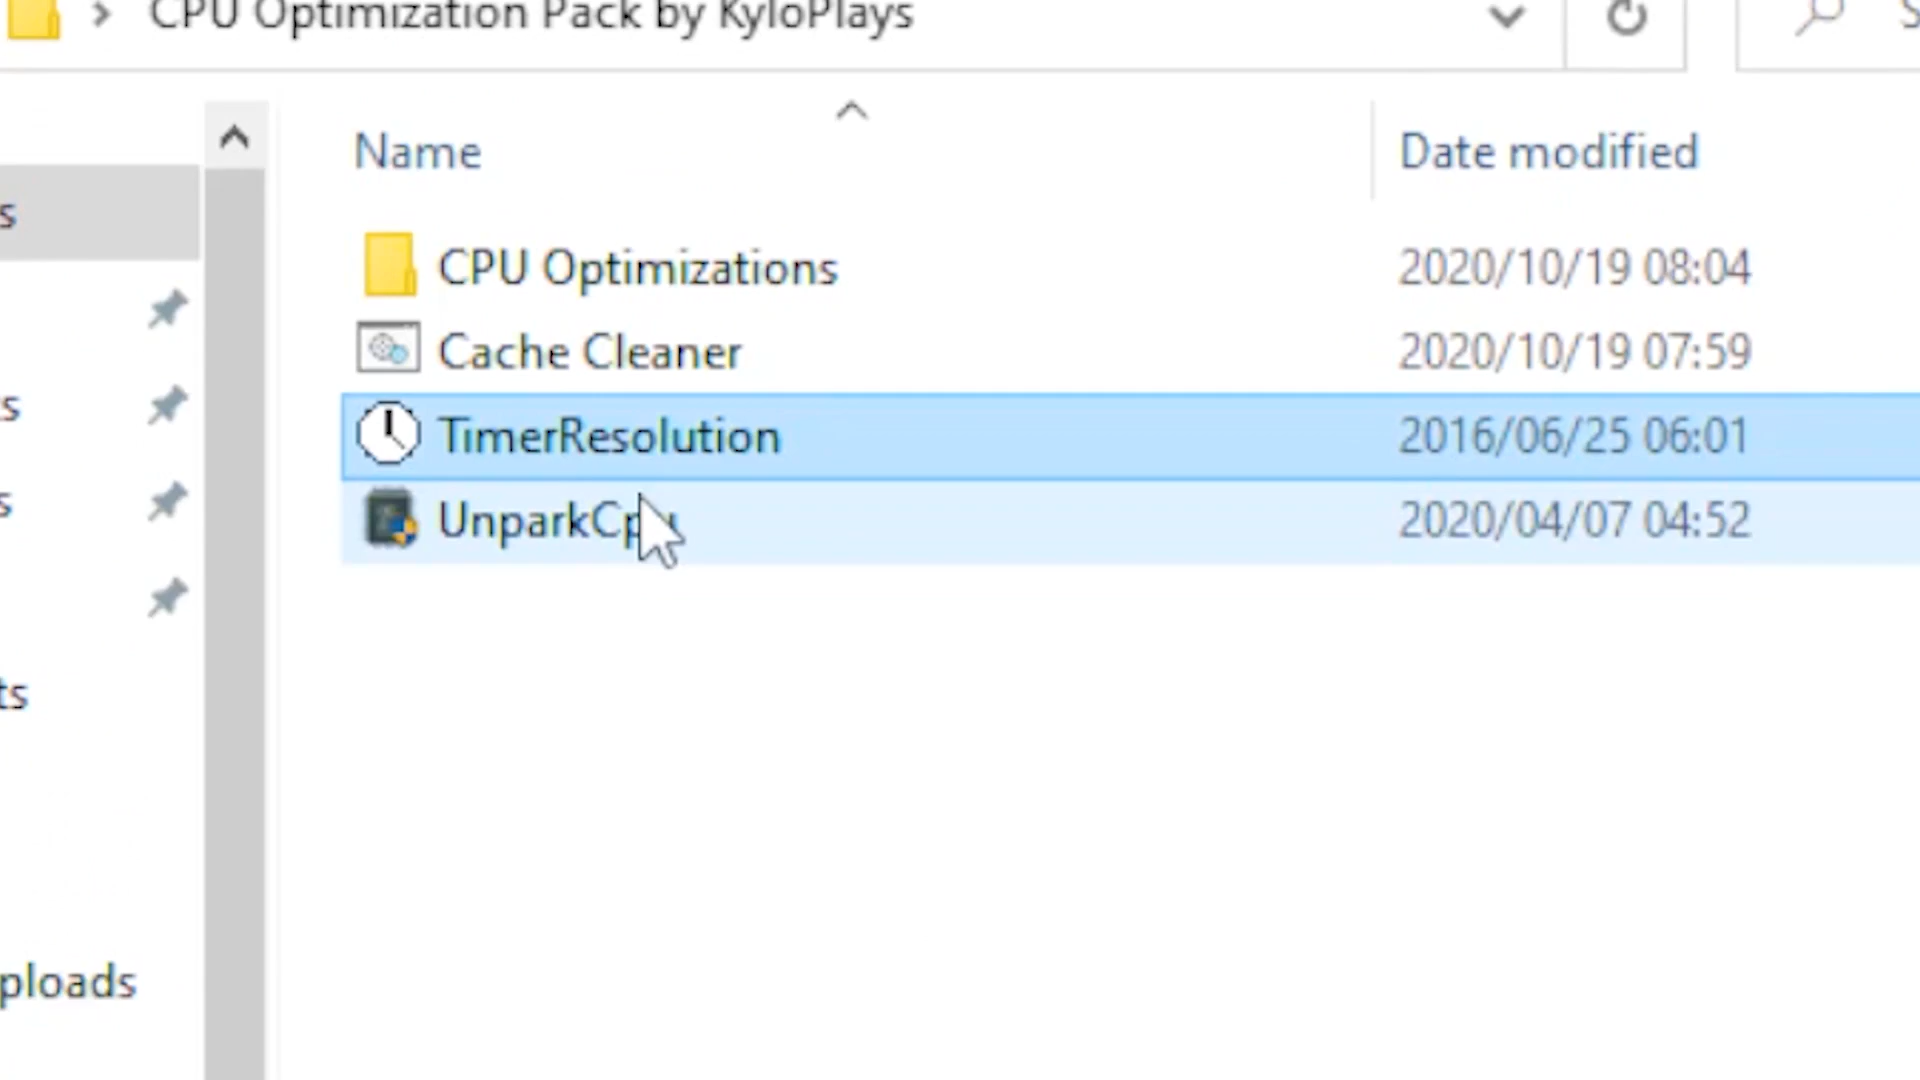 CPU Optimization Pack by KyloPlays
Name
Date modified
CPU Optimizations
2020/10/19 08:04
Cache Cleaner
2020/10/19 07:59
TimerResolution
2016/06/25 06:01
UnparkCpu
2020/04/07 04:52